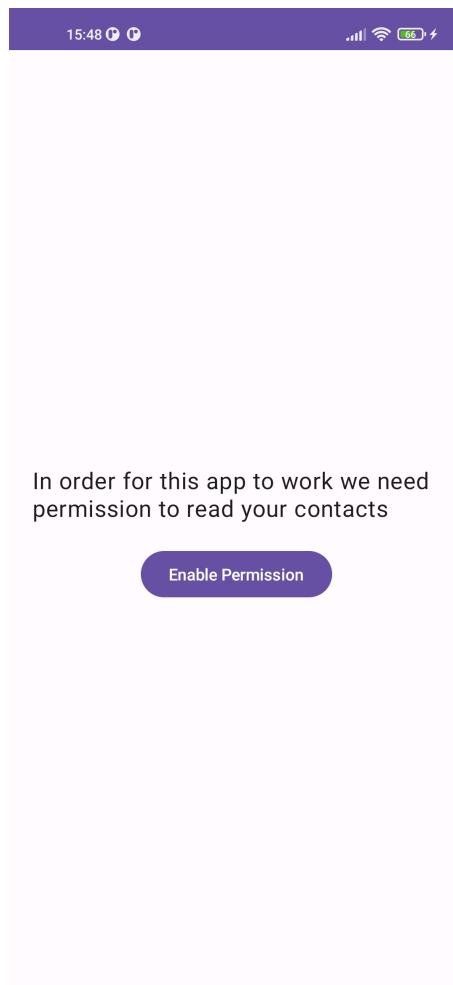 15:48
66
In order for this app to work we need
permission to read your contacts
Enable Permission